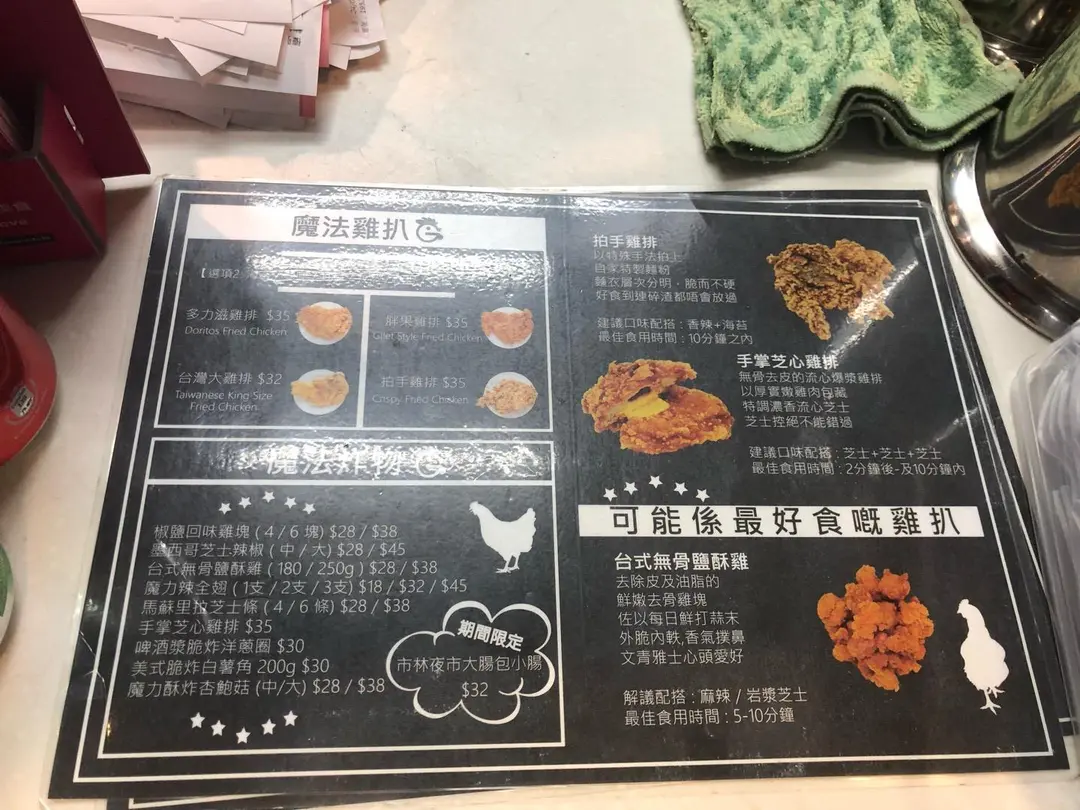 魔法雞扒
【選項2
多力滋雞排 $35
Doritos Fried Chicken
脆果雞排 $35
Style Fried Chicken
台灣大雞排 $32
Taiwanese King Size
Fried Chicken
拍手雞排 $35
Crispy Fried Chicken
魔法炸物
椒鹽回味雞塊 ( 4 / 6 塊) $28 / $38
墨西哥芝士辣椒 ( 中 / 大) $28 / $45
台式無骨鹽酥雞 ( 180 / 250g ) $28 / $38
魔力辣全翅 ( 1支 / 2支 / 3支) $18 / $32 / $45
馬蘇里拉芝士條 ( 4 / 6 條) $28 / $38
手掌芝心雞排 $35
啤酒漿脆炸洋蔥圈 $30
美式脆炸白薯角 200g $30
魔力酥炸杏鮑菇 (中/大) $28 / $38
期間限定
市林夜市大腸包小腸
$32
拍手雞排
以特殊手法拍上
自家特製麵粉
麵衣層次分明，脆而不硬
好食到連碎渣都唔會放過
建議口味配搭：香辣+海苔
最佳食用時間：10分鐘之內
手掌芝心雞排
無骨去皮的流心爆漿雞排
以厚實嫩雞肉包藏
特調濃香流心芝士
芝士控絕不能錯過
建議口味配搭：芝士+芝士+芝士
最佳食用時間：2分鐘後-及10分鐘內
可能係最好食嘅雞扒
台式無骨鹽酥雞
去除皮及油脂的
鮮嫩去骨雞塊
佐以每日鮮打蒜末
外脆內軟,香氣撲鼻
文青雅士心頭愛好
解議配搭：麻辣 / 岩漿芝士
最佳食用時間：5-10分鐘